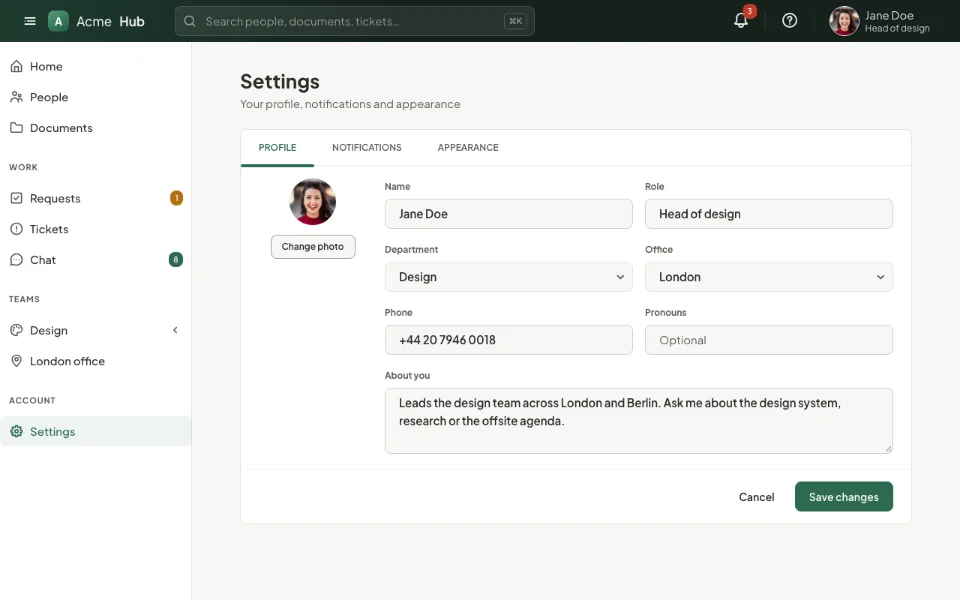 A Acme Hub
Search people, documents, tickets... ⌘K
3
Jane Doe
Head of design
Home
People
Documents
WORK
Requests 1
Tickets
Chat 8
TEAMS
Design
London office
ACCOUNT
Settings
Settings
Your profile, notifications and appearance
PROFILE NOTIFICATIONS APPEARANCE
Change photo
Name Role
Jane Doe Head of design
Department Office
Design London
Phone Pronouns
+44 20 7946 0018 Optional
About you
Leads the design team across London and Berlin. Ask me about the design system,
research or the offsite agenda.
Cancel Save changes